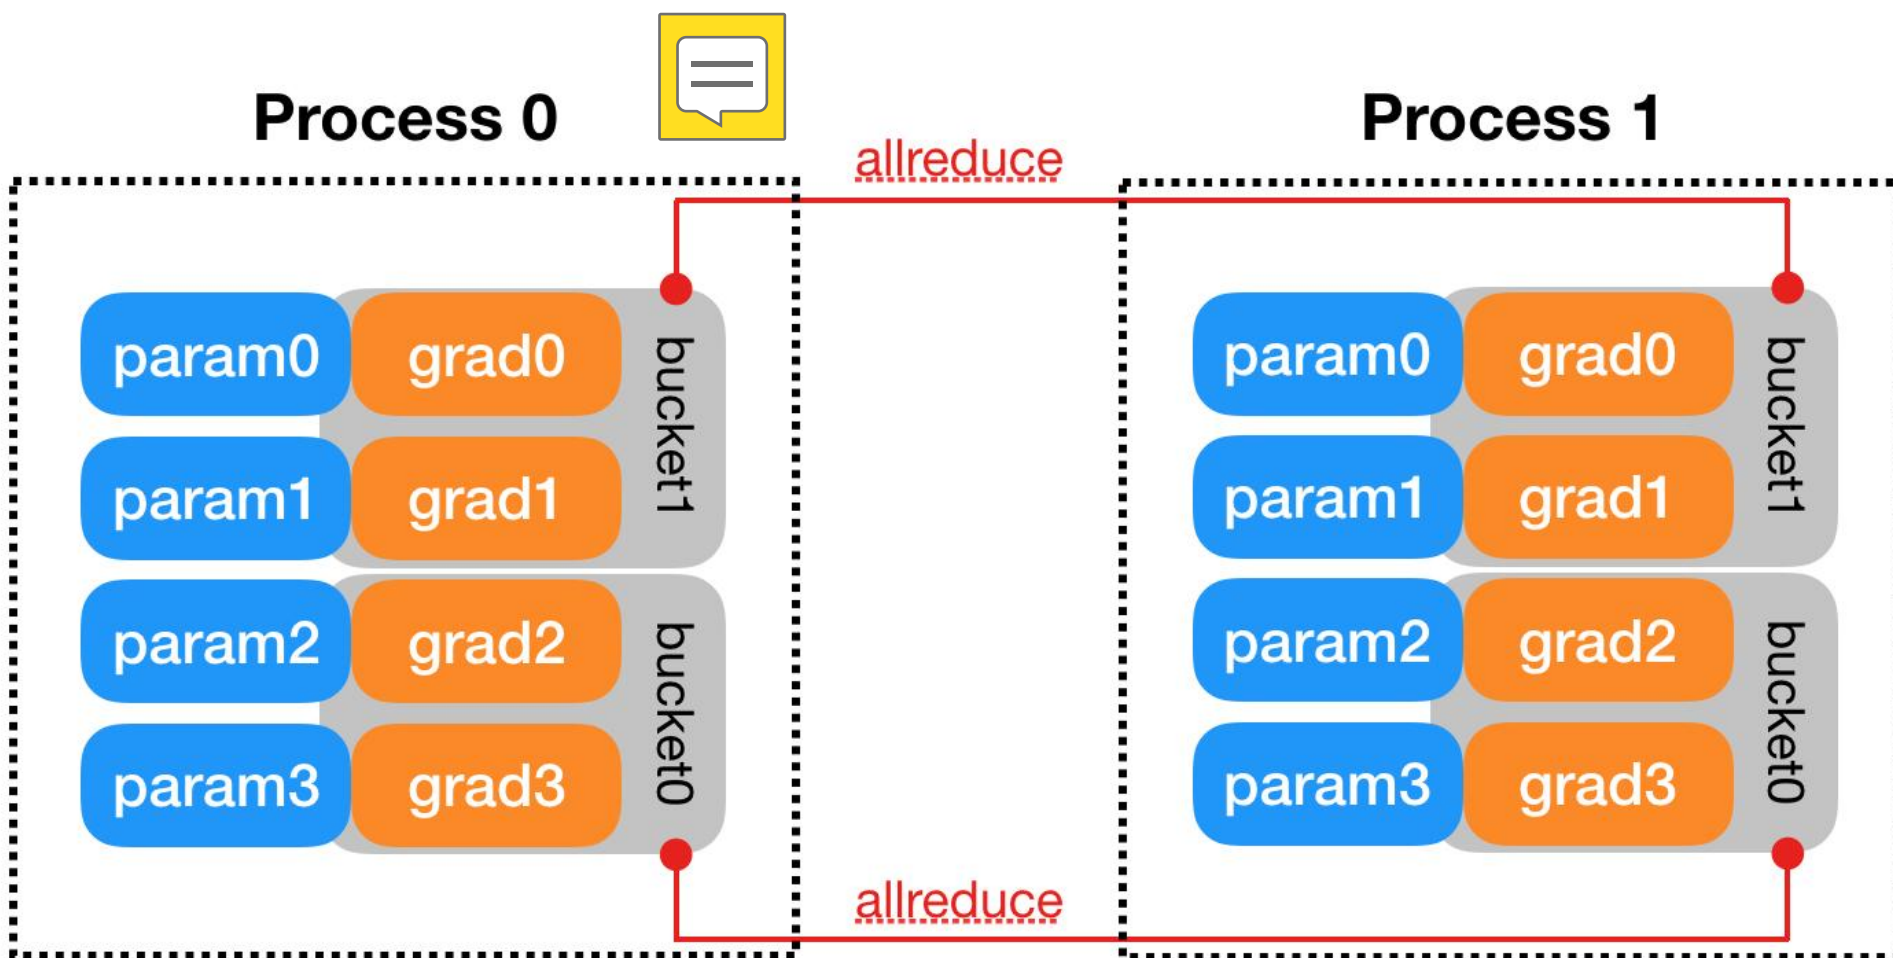 Process 0
Process 1
allreduce
param0 grad0
param1 grad1
bucket1
param2 grad2
param3 grad3
bucket0
param0 grad0
param1 grad1
bucket1
param2 grad2
param3 grad3
bucket0
allreduce